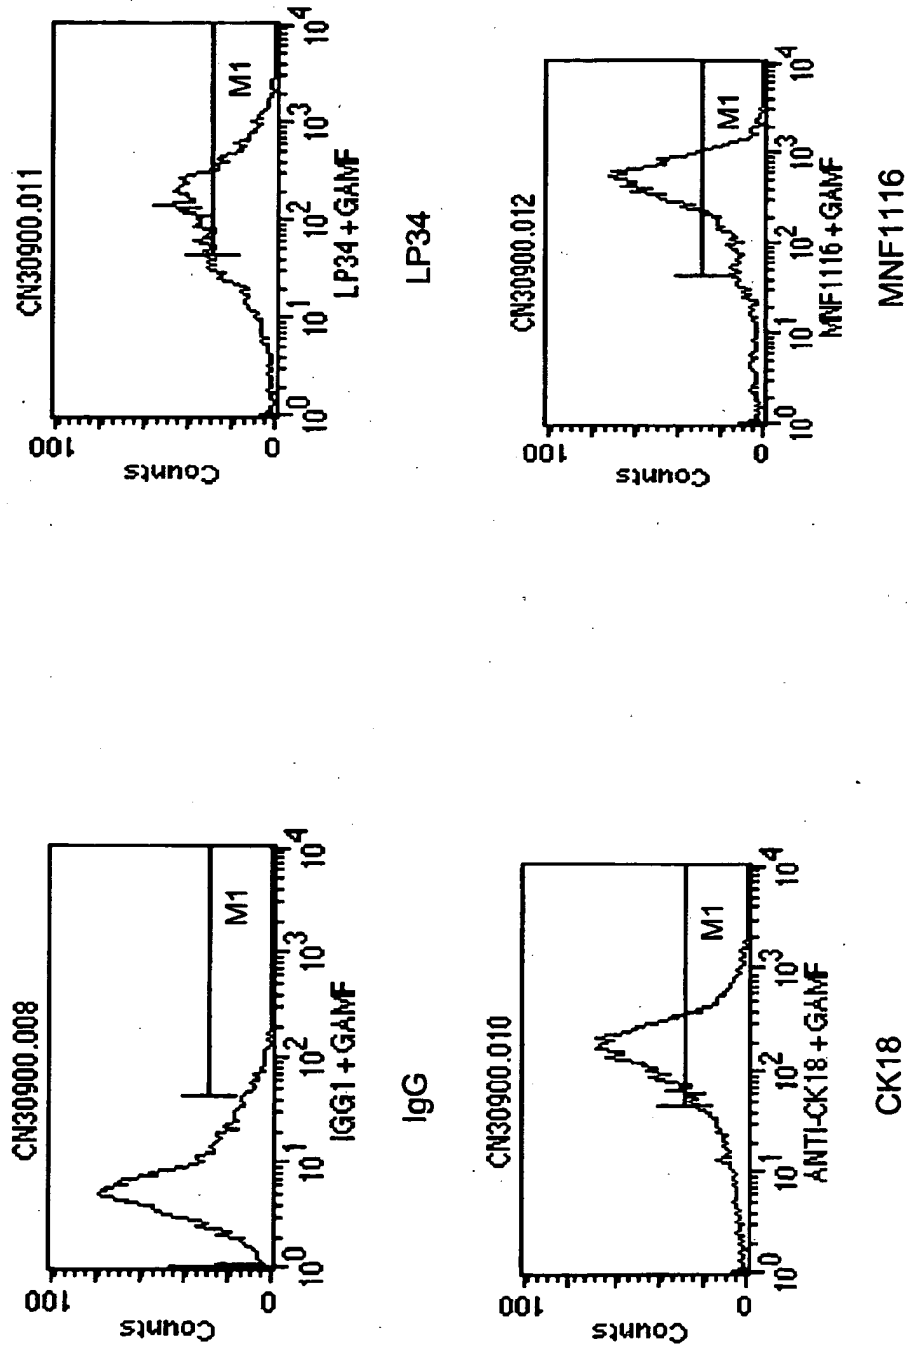 CN30900.008
Counts
100
0
10^0 10^1 10^2 10^3 10^4
M1
IGG1 + GAMF
IgG
CN30900.011
Counts
100
0
10^0 10^1 10^2 10^3 10^4
M1
LP34 + GAMF
LP34
CN30900.010
Counts
100
0
10^0 10^1 10^2 10^3 10^4
M1
ANTI-CK18 + GAMF
CK18
CN30900.012
Counts
100
0
10^0 10^1 10^2 10^3 10^4
M1
MNF1116 + GAMF
MNF1116